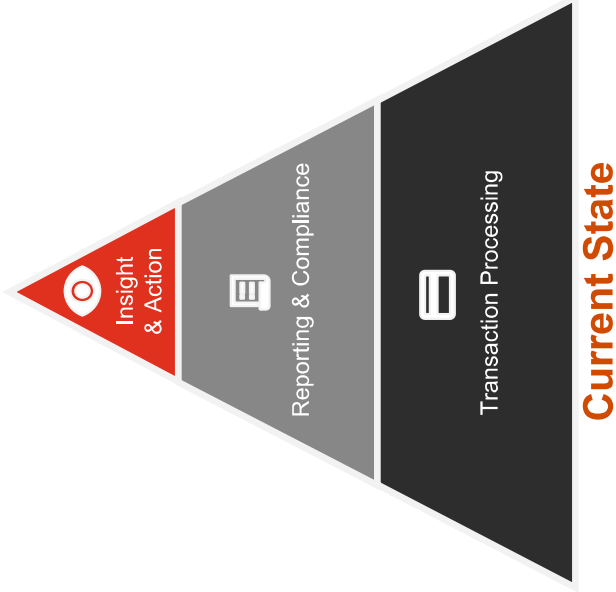 Insight
& Action
Reporting & Compliance
Transaction Processing
Current State